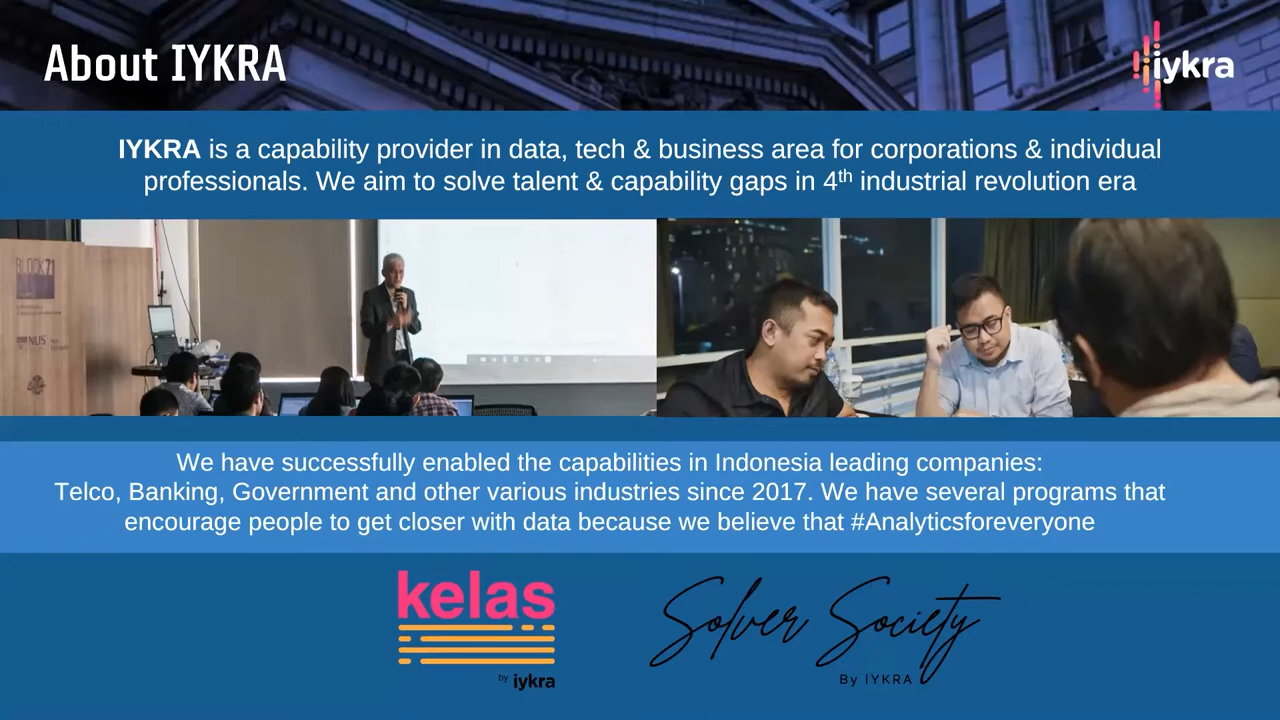 About IYKRA
iykra
IYKRA is a capability provider in data, tech & business area for corporations & individual
professionals. We aim to solve talent & capability gaps in 4th industrial revolution era
BLOCK71
NUS
We have successfully enabled the capabilities in Indonesia leading companies:
Telco, Banking, Government and other various industries since 2017. We have several programs that
encourage people to get closer with data because we believe that #Analyticsforeveryone
kelas
by iykra
Solver Society
By IYKRA